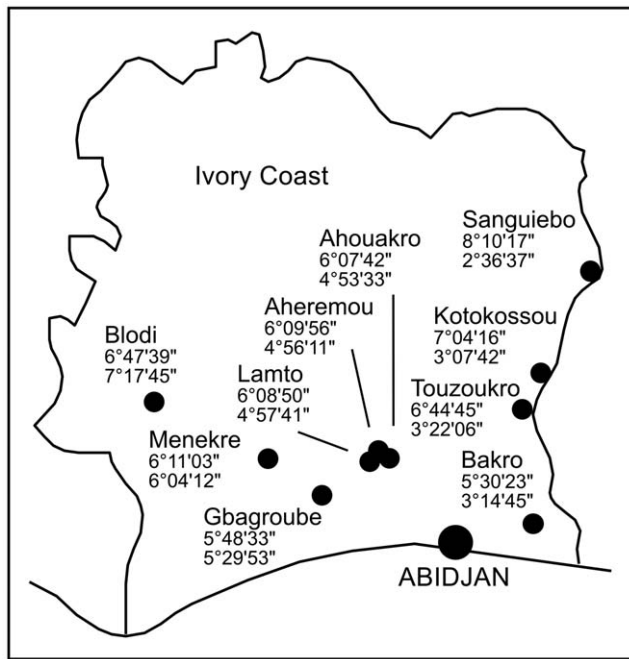 Ivory Coast
Sanguiebo
8°10'17"
2°36'37"
Ahouakro
6°07'42"
4°53'33"
Aheremou
6°09'56"
4°56'11"
Kotokossou
7°04'16"
3°07'42"
Blodi
6°47'39"
7°17'45"
Lamto
6°08'50"
4°57'41"
Touzoukro
6°44'45"
3°22'06"
Menekre
6°11'03"
6°04'12"
Bakro
5°30'23"
3°14'45"
Gbagroube
5°48'33"
5°29'53"
ABIDJAN